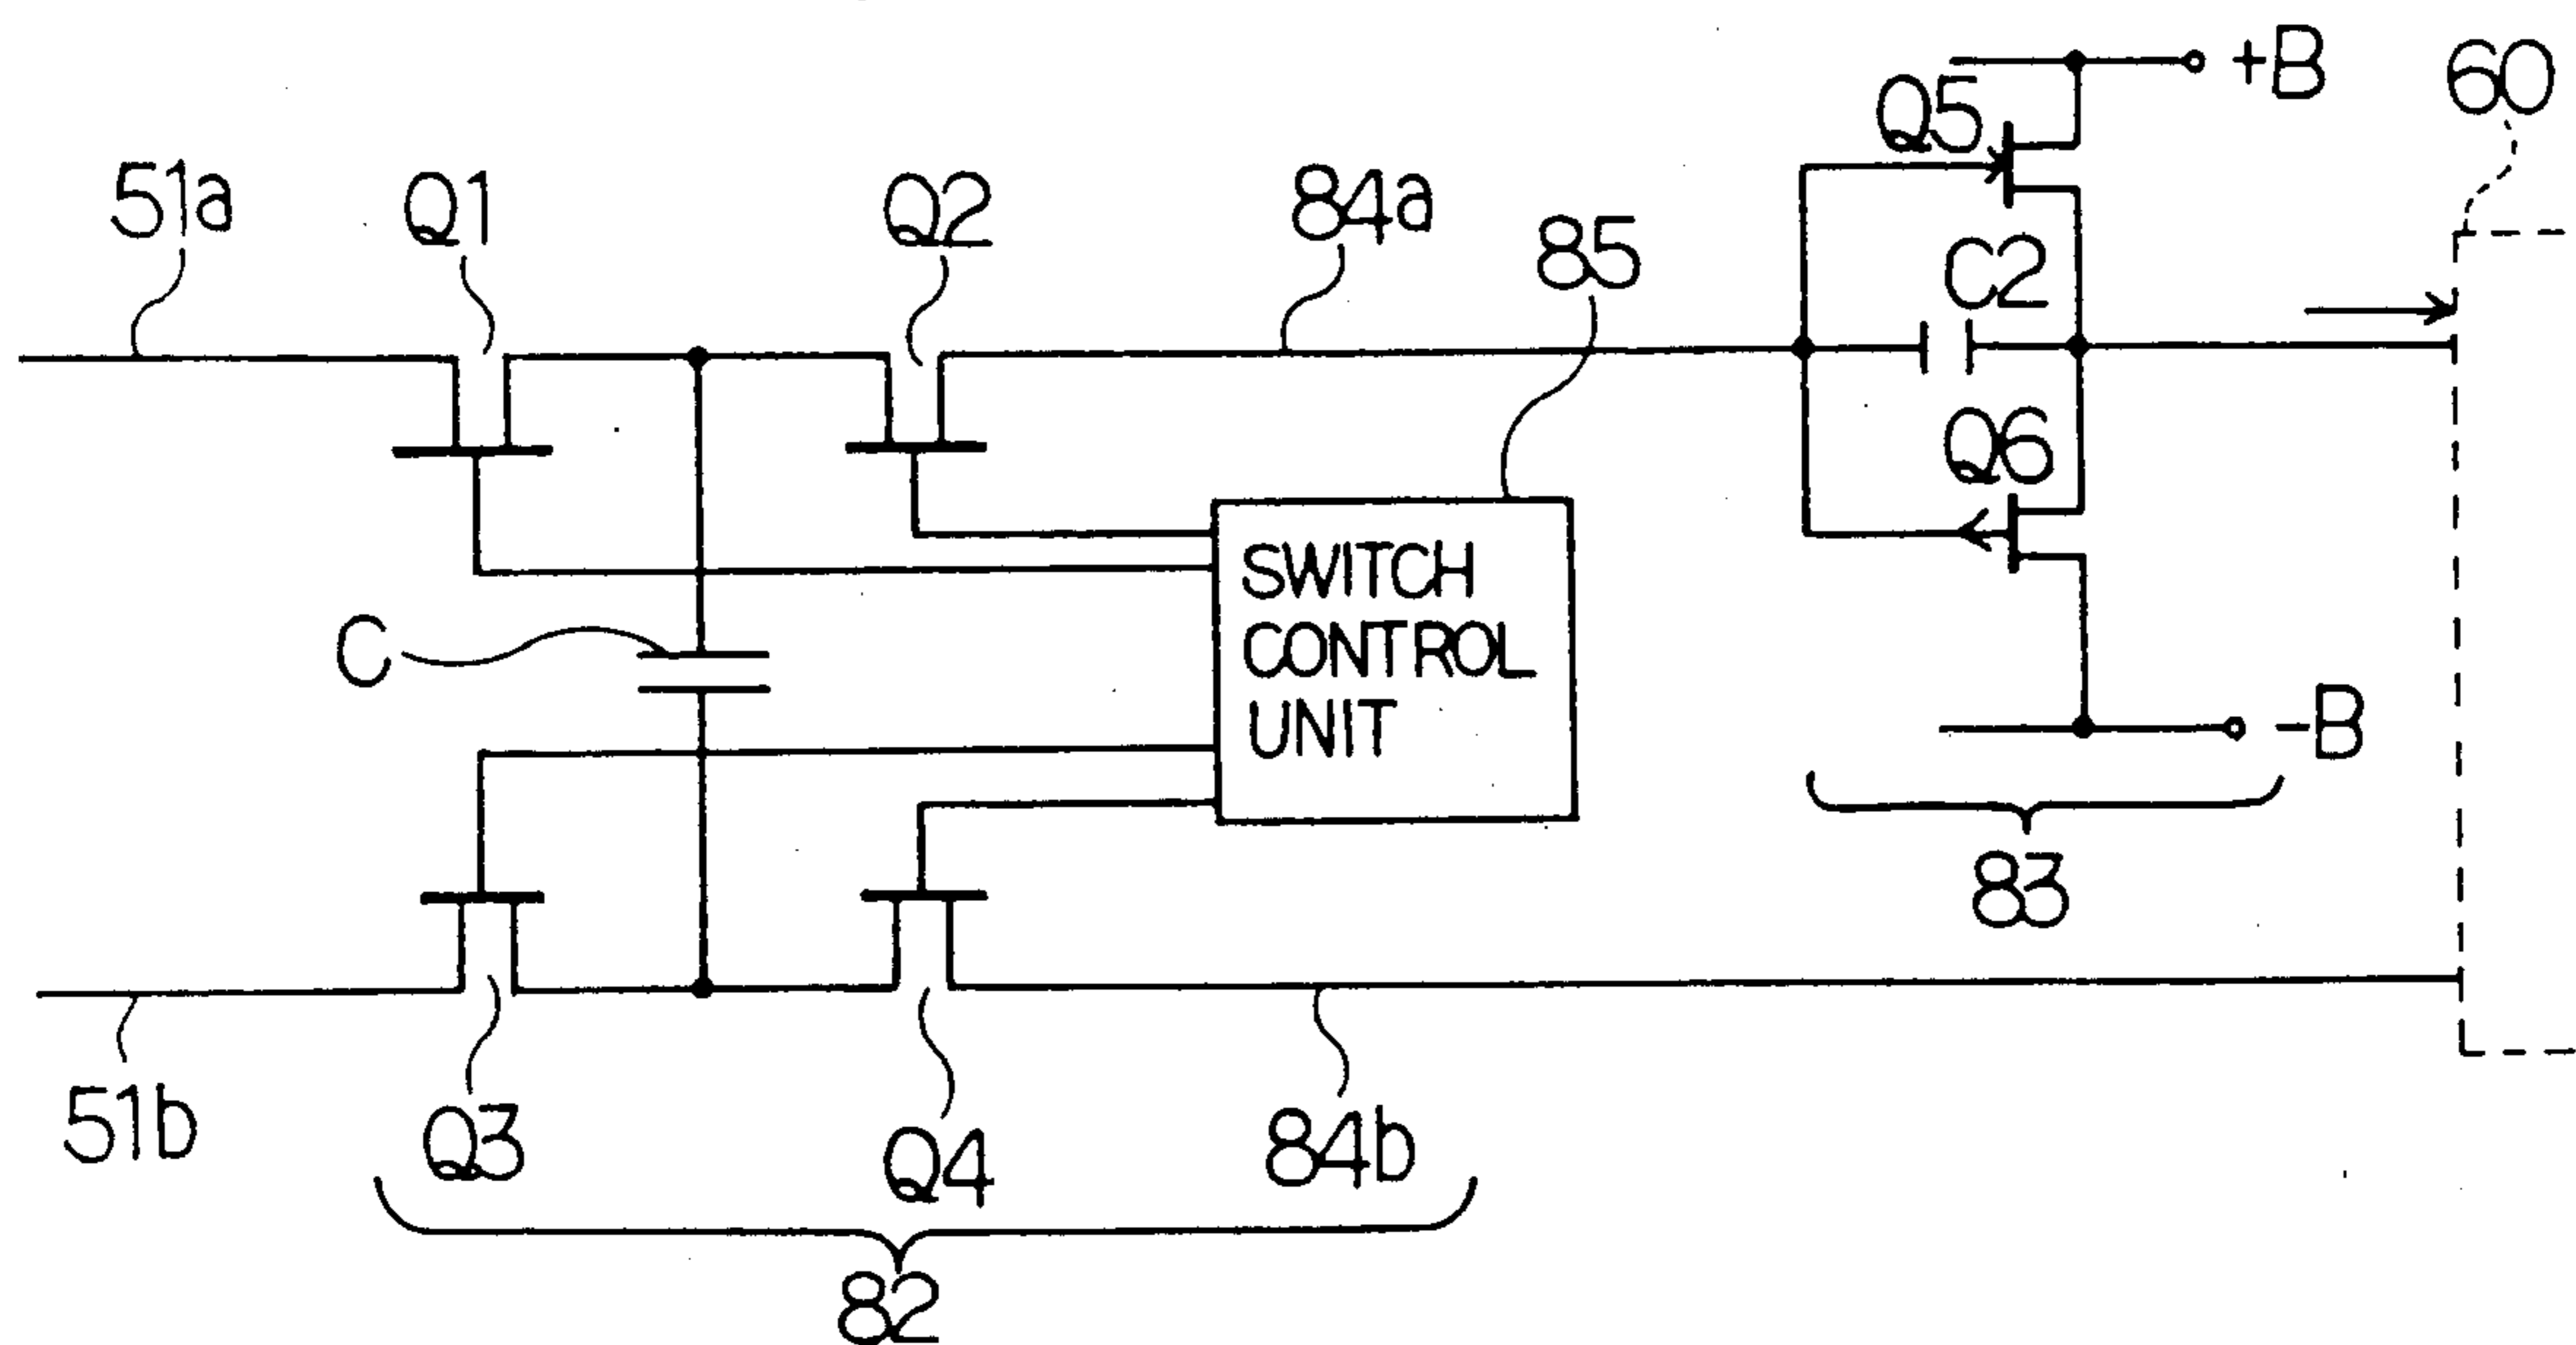 +B
60
Q5
51a
Q1
Q2
84a
85
C2
Q6
SWITCH
CONTROL
UNIT
C
-B
83
51b
Q3
Q4
84b
82